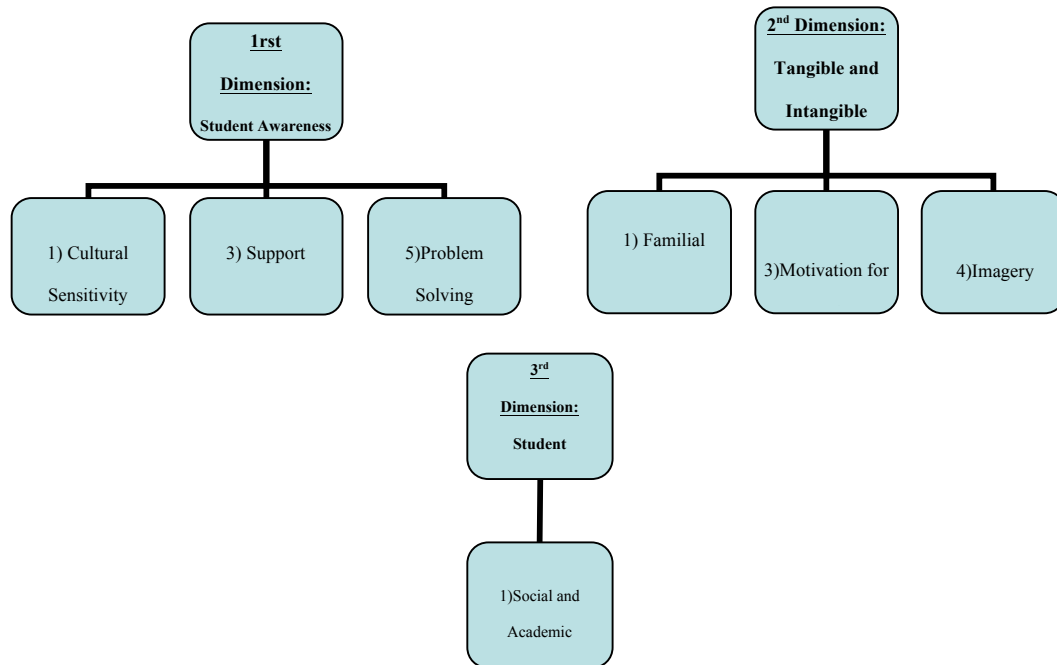 1rst
Dimension:
Student Awareness
1) Cultural
Sensitivity
3) Support
5)Problem
Solving
2nd Dimension:
Tangible and
Intangible
1) Familial
3)Motivation for
4)Imagery
3rd
Dimension:
Student
1)Social and
Academic